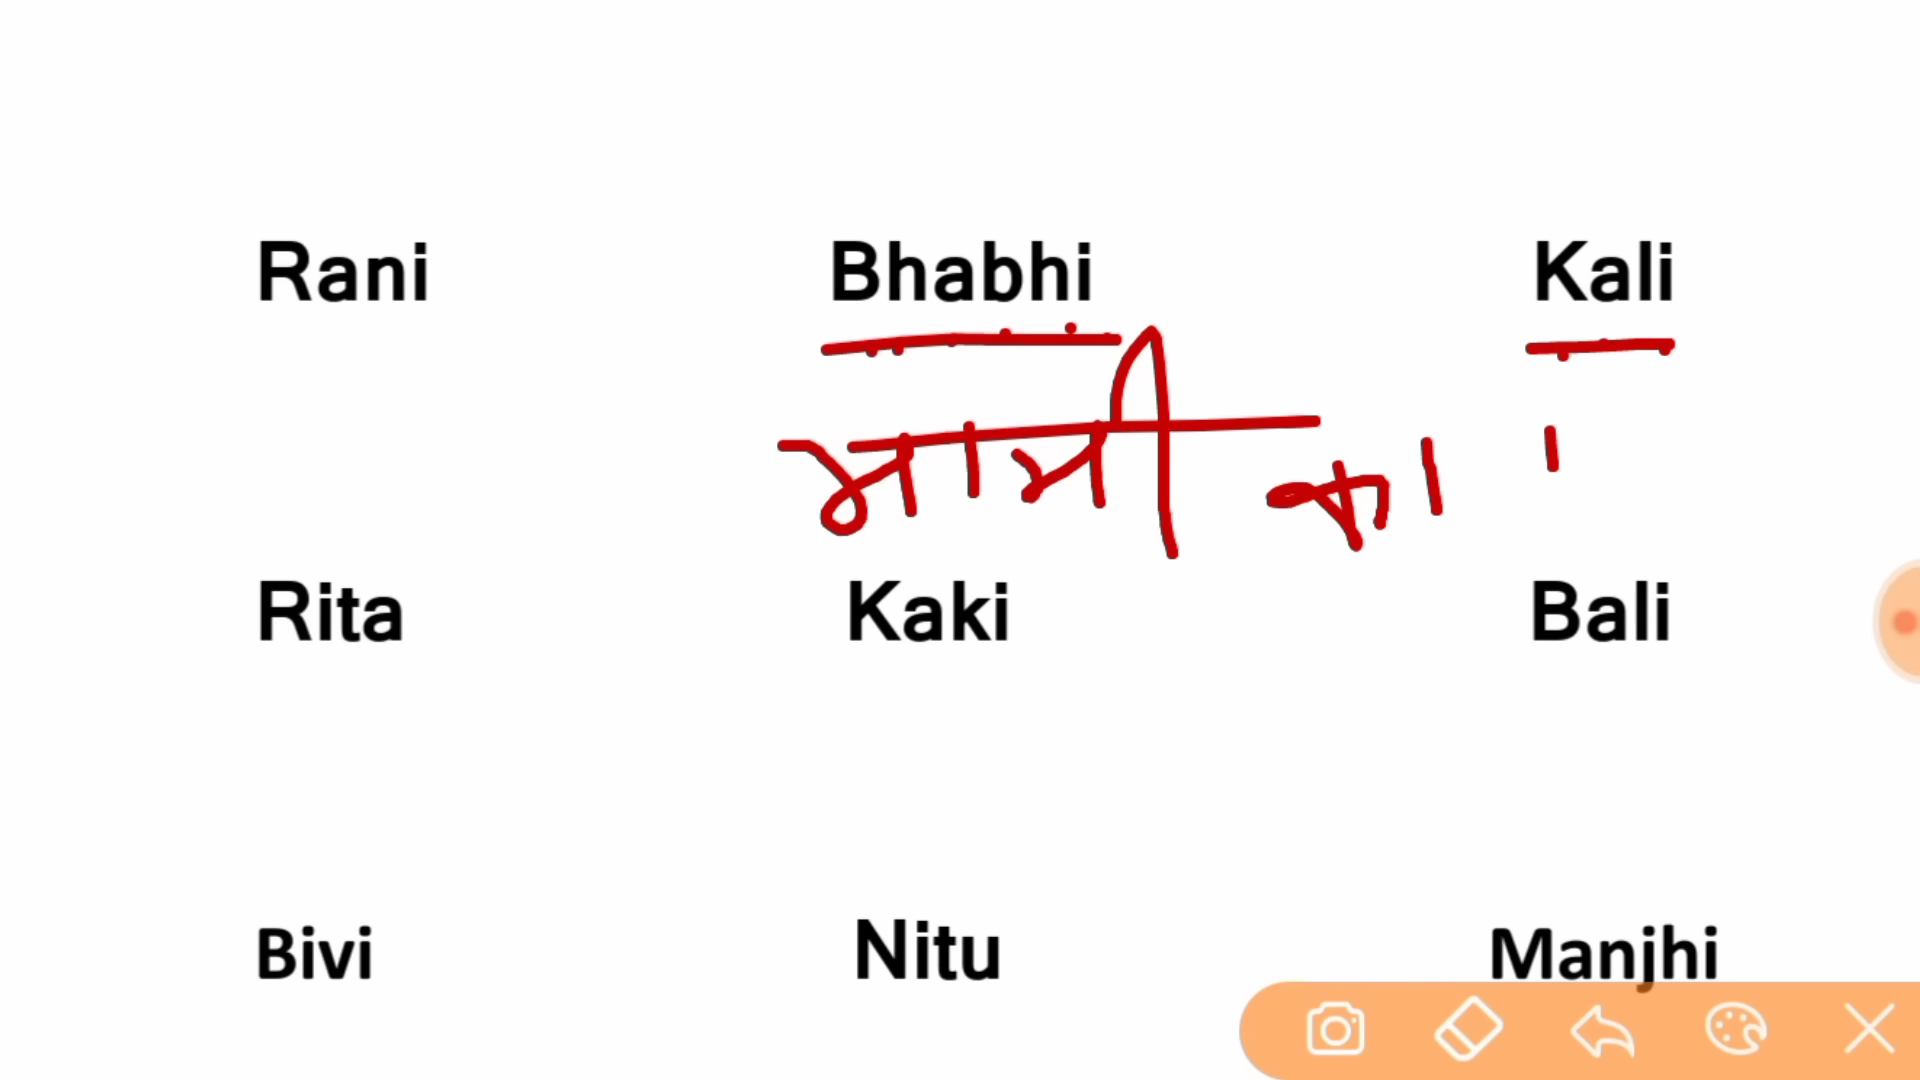 Rani Bhabhi Kali
भाभी का
Rita Kaki Bali
Bivi Nitu Manjhi